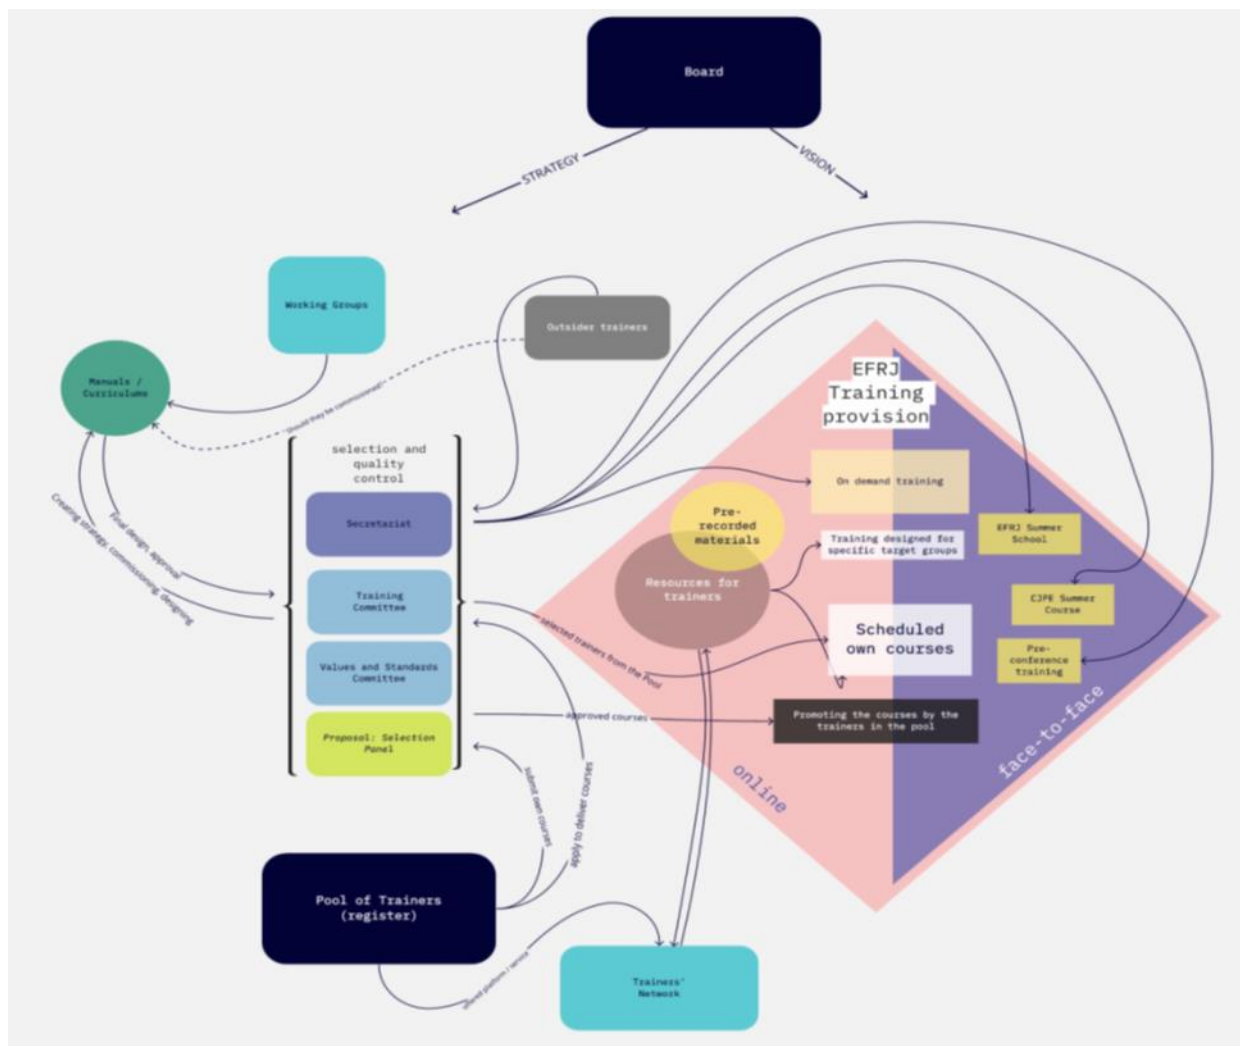 Board
STRATEGY
VISION
Working Groups
Outsider trainers
Manuals /
Curriculums
"should may be commissioned"
EFRJ
Training
provision
selection and
quality
control
On demand training
Secretariat
Pre-
recorded
materials
EFRJ Summer
School
Training designed for
specific target groups
Creating strategy, commissioning, designing
Final design, approval
Resources for
trainers
Training
Committee
CJPE Summer
Course
selected trainers from the Pool
Scheduled
own courses
Values and Standards
Committee
Pre-
conference
training
approved courses
Promoting the courses by the
trainers in the pool
Proposal: Selection
Panel
face-to-face
online
submit own courses
apply to deliver courses
Pool of Trainers
(register)
shared platform / service
Trainers'
Network